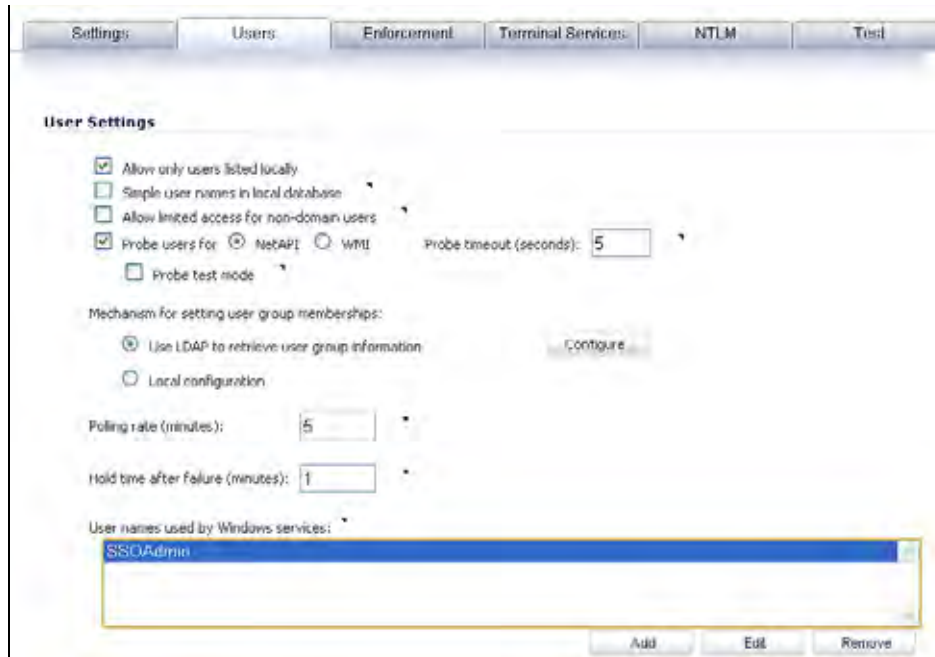 Settings Users Enforcement Terminal Services NTLM Test
User Settings
Allow only users listed locally
Simple user names in local database
Allow limited access for non-domain users
Probe users for NetAPI WMI Probe timeout (seconds): 5
Probe test mode
Mechanism for setting user group memberships:
Use LDAP to retrieve user group information Configure...
Local configuration
Polling rate (minutes): 5
Hold time after failure (minutes): 1
User names used by Windows services:
SSOAdmin
Add Edit Remove